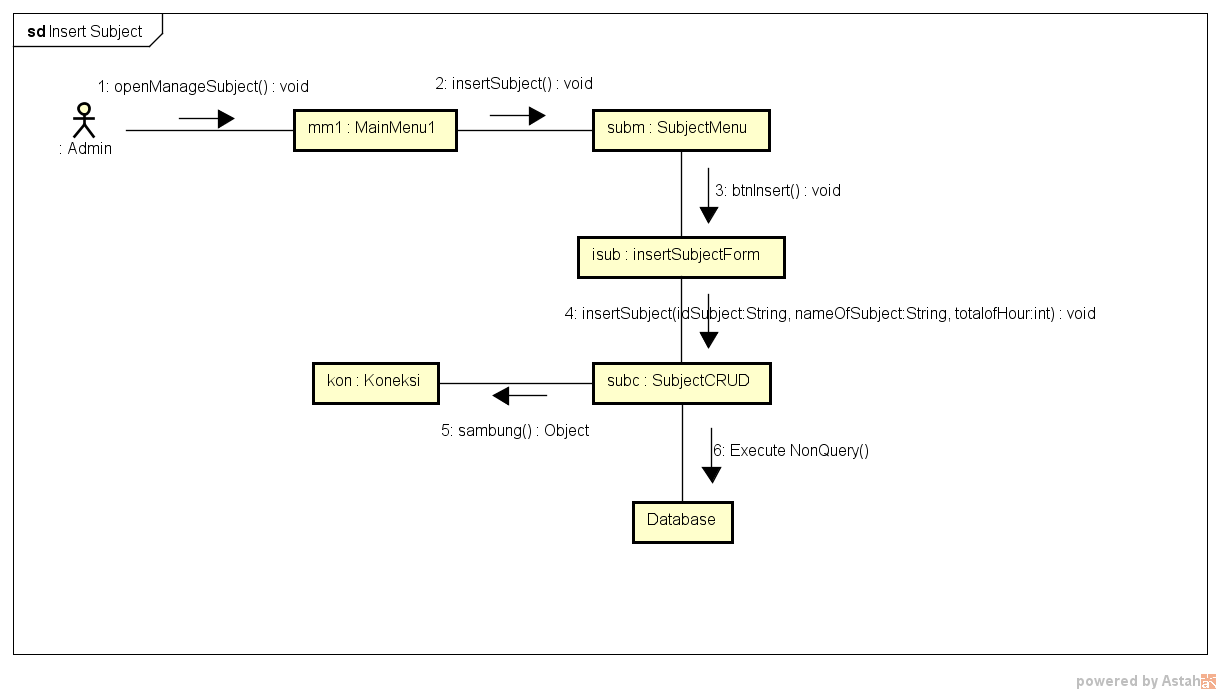 sd Insert Subject
1: openManageSubject() : void
2: insertSubject() : void
: Admin
mm1 : MainMenu1
subm : SubjectMenu
3: btnInsert() : void
isub : insertSubjectForm
4: insertSubject(idSubject:String, nameOfSubject:String, totalofHour:int) : void
kon : Koneksi
subc : SubjectCRUD
5: sambung() : Object
6: Execute NonQuery()
Database
powered by Astah